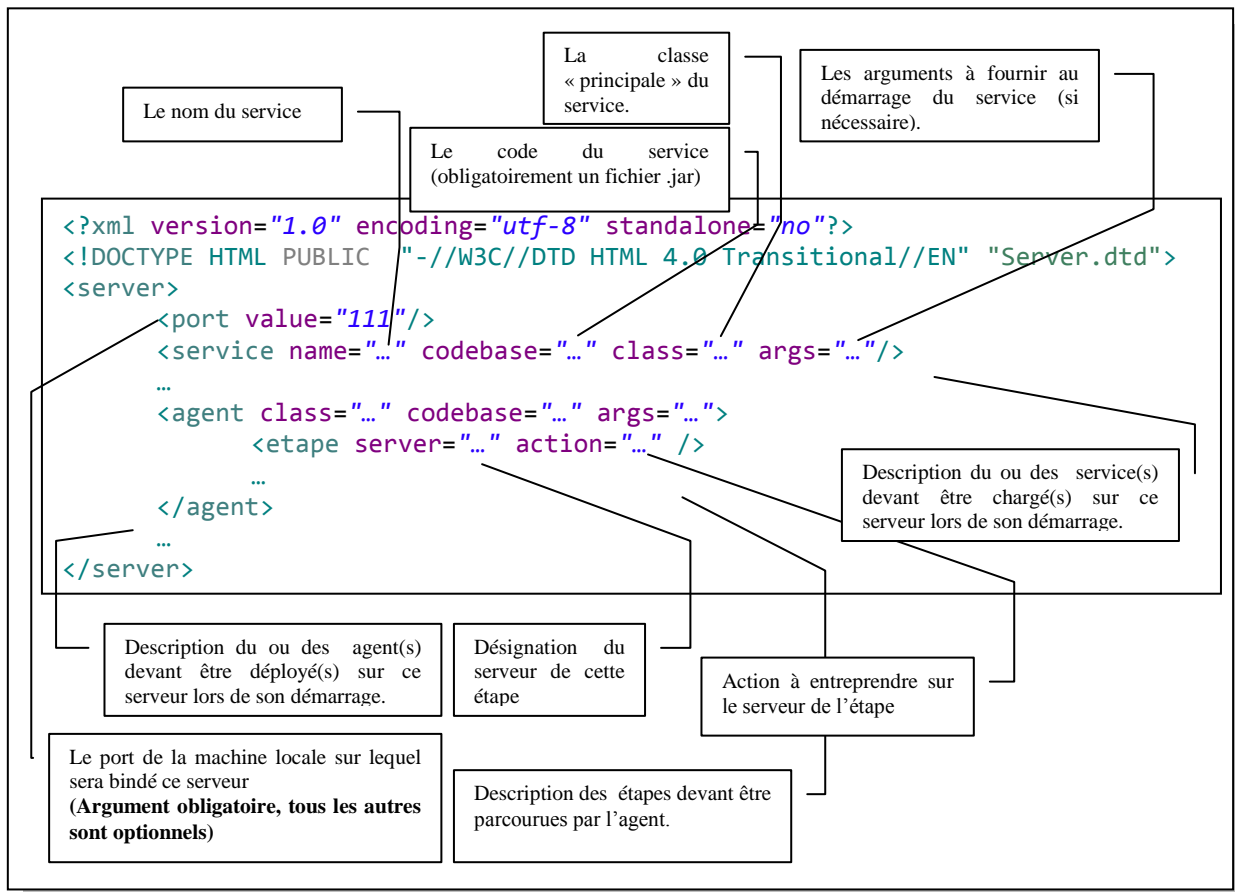 La classe
« principale » du
service.
Les arguments à fournir au
démarrage du service (si
nécessaire).
Le nom du service
Le code du service
(obligatoirement un fichier .jar)
<?xml version="1.0" encoding="utf-8" standalone="no"?>
<!DOCTYPE HTML PUBLIC "-//W3C//DTD HTML 4.0 Transitional//EN" "Server.dtd">
<server>
<port value="111"/>
<service name="…" codebase="…" class="…" args="…"/>
…
<agent class="…" codebase="…" args="…">
<etape server="…" action="…" />
…
</agent>
…
</server>
Description du ou des service(s)
devant être chargé(s) sur ce
serveur lors de son démarrage.
Description du ou des agent(s)
devant être déployé(s) sur ce
serveur lors de son démarrage.
Désignation du
serveur de cette
étape
Action à entreprendre sur
le serveur de l’étape
Le port de la machine locale sur lequel
sera bindé ce serveur
(Argument obligatoire, tous les autres
sont optionnels)
Description des étapes devant être
parcourues par l’agent.